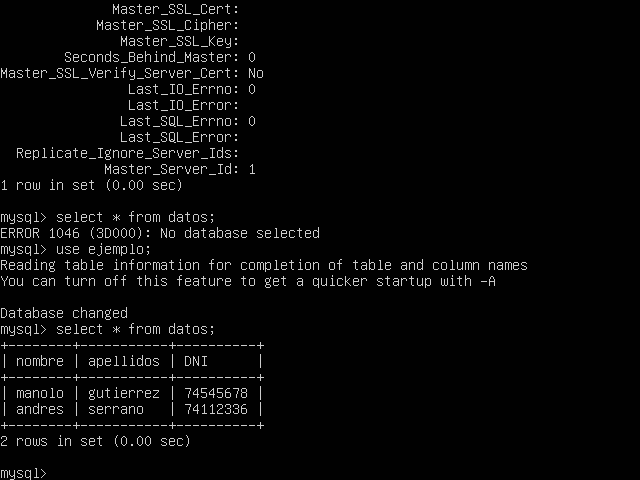 Master_SSL_Cert:
Master_SSL_Cipher:
Master_SSL_Key:
Seconds_Behind_Master: 0
Master_SSL_Verify_Server_Cert: No
Last_IO_Errno: 0
Last_IO_Error:
Last_SQL_Errno: 0
Last_SQL_Error:
Replicate_Ignore_Server_Ids:
Master_Server_Id: 1
1 row in set (0.00 sec)
mysql> select * from datos;
ERROR 1046 (3D000): No database selected
mysql> use ejemplo;
Reading table information for completion of table and column names
You can turn off this feature to get a quicker startup with -A
Database changed
mysql> select * from datos;
+--------+-----------+----------+
| nombre | apellidos | DNI      |
+--------+-----------+----------+
| manolo | gutierrez | 74545678 |
| andres | serrano   | 74112336 |
+--------+-----------+----------+
2 rows in set (0.00 sec)
mysql>